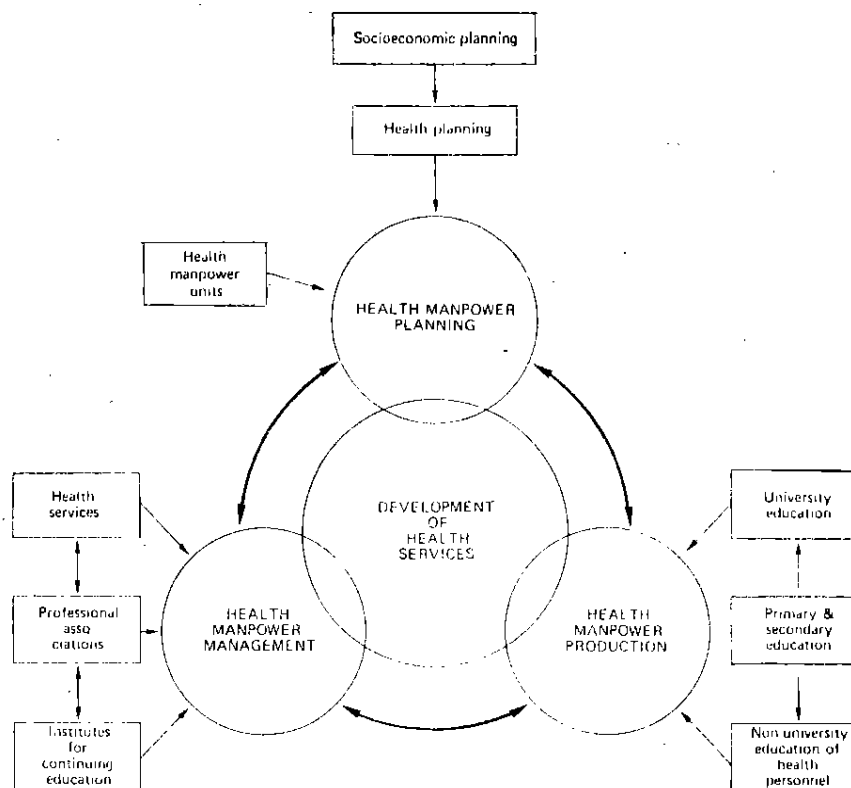 Socioeconomic planning
Health planning
Health
manpower
units
HEALTH MANPOWER
PLANNING
Health
services
DEVELOPMENT
OF
HEALTH
SERVICES
University
education
Professional
asso
ciations
HEALTH
MANPOWER
MANAGEMENT
HEALTH
MANPOWER
PRODUCTION
Primary &
secondary
education
Institutes
for
continuing
education
Non university
education of
health
personnel